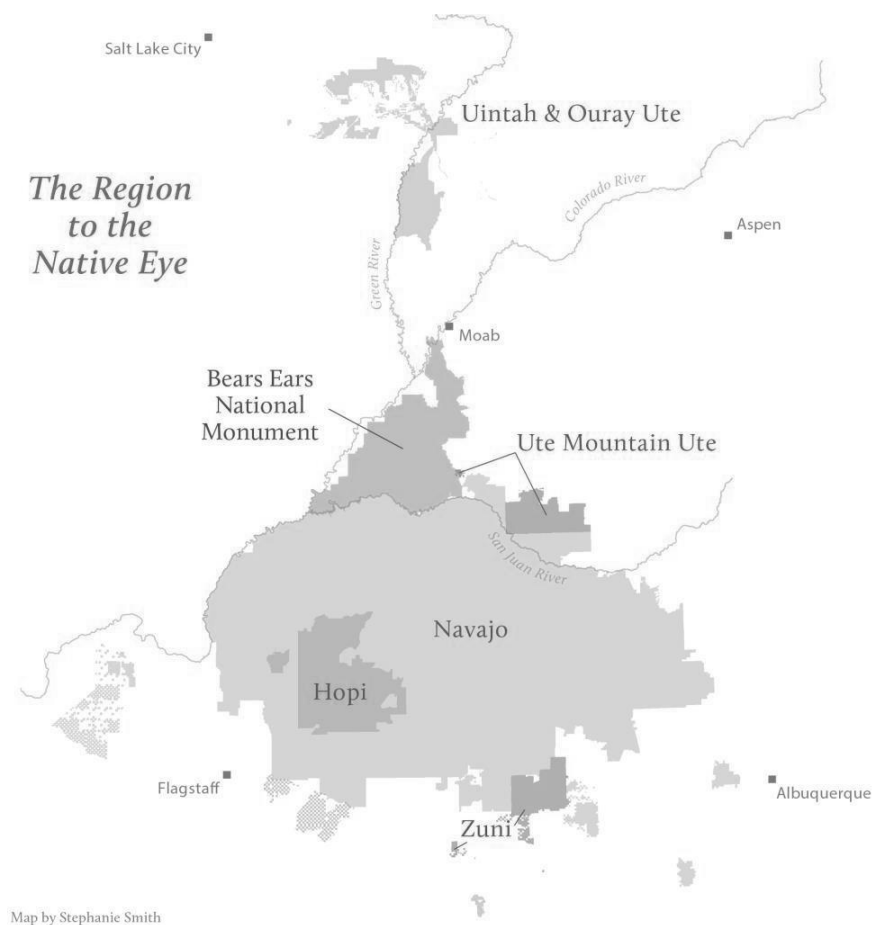 Salt Lake City
Uintah & Ouray Ute
The Region
to the
Native Eye
Colorado River
Aspen
Green River
Moab
Bears Ears
National
Monument
Ute Mountain Ute
San Juan River
Navajo
Hopi
Flagstaff
Albuquerque
Zuni
Map by Stephanie Smith